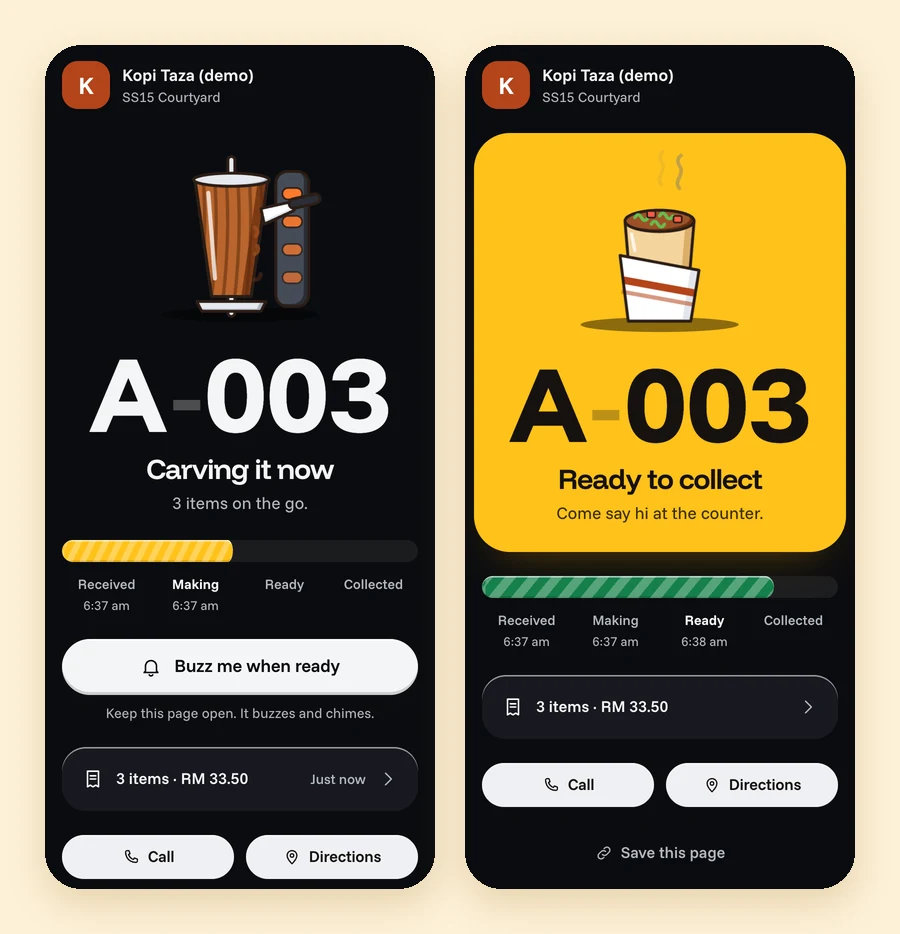 K
Kopi Taza (demo)
SS15 Courtyard
A-003
Carving it now
3 items on the go.
Received Making Ready Collected
6:37 am 6:37 am
Buzz me when ready
Keep this page open. It buzzes and chimes.
3 items · RM 33.50 Just now
Call Directions
K
Kopi Taza (demo)
SS15 Courtyard
A-003
Ready to collect
Come say hi at the counter.
Received Making Ready Collected
6:37 am 6:37 am 6:38 am
3 items · RM 33.50
Call Directions
Save this page